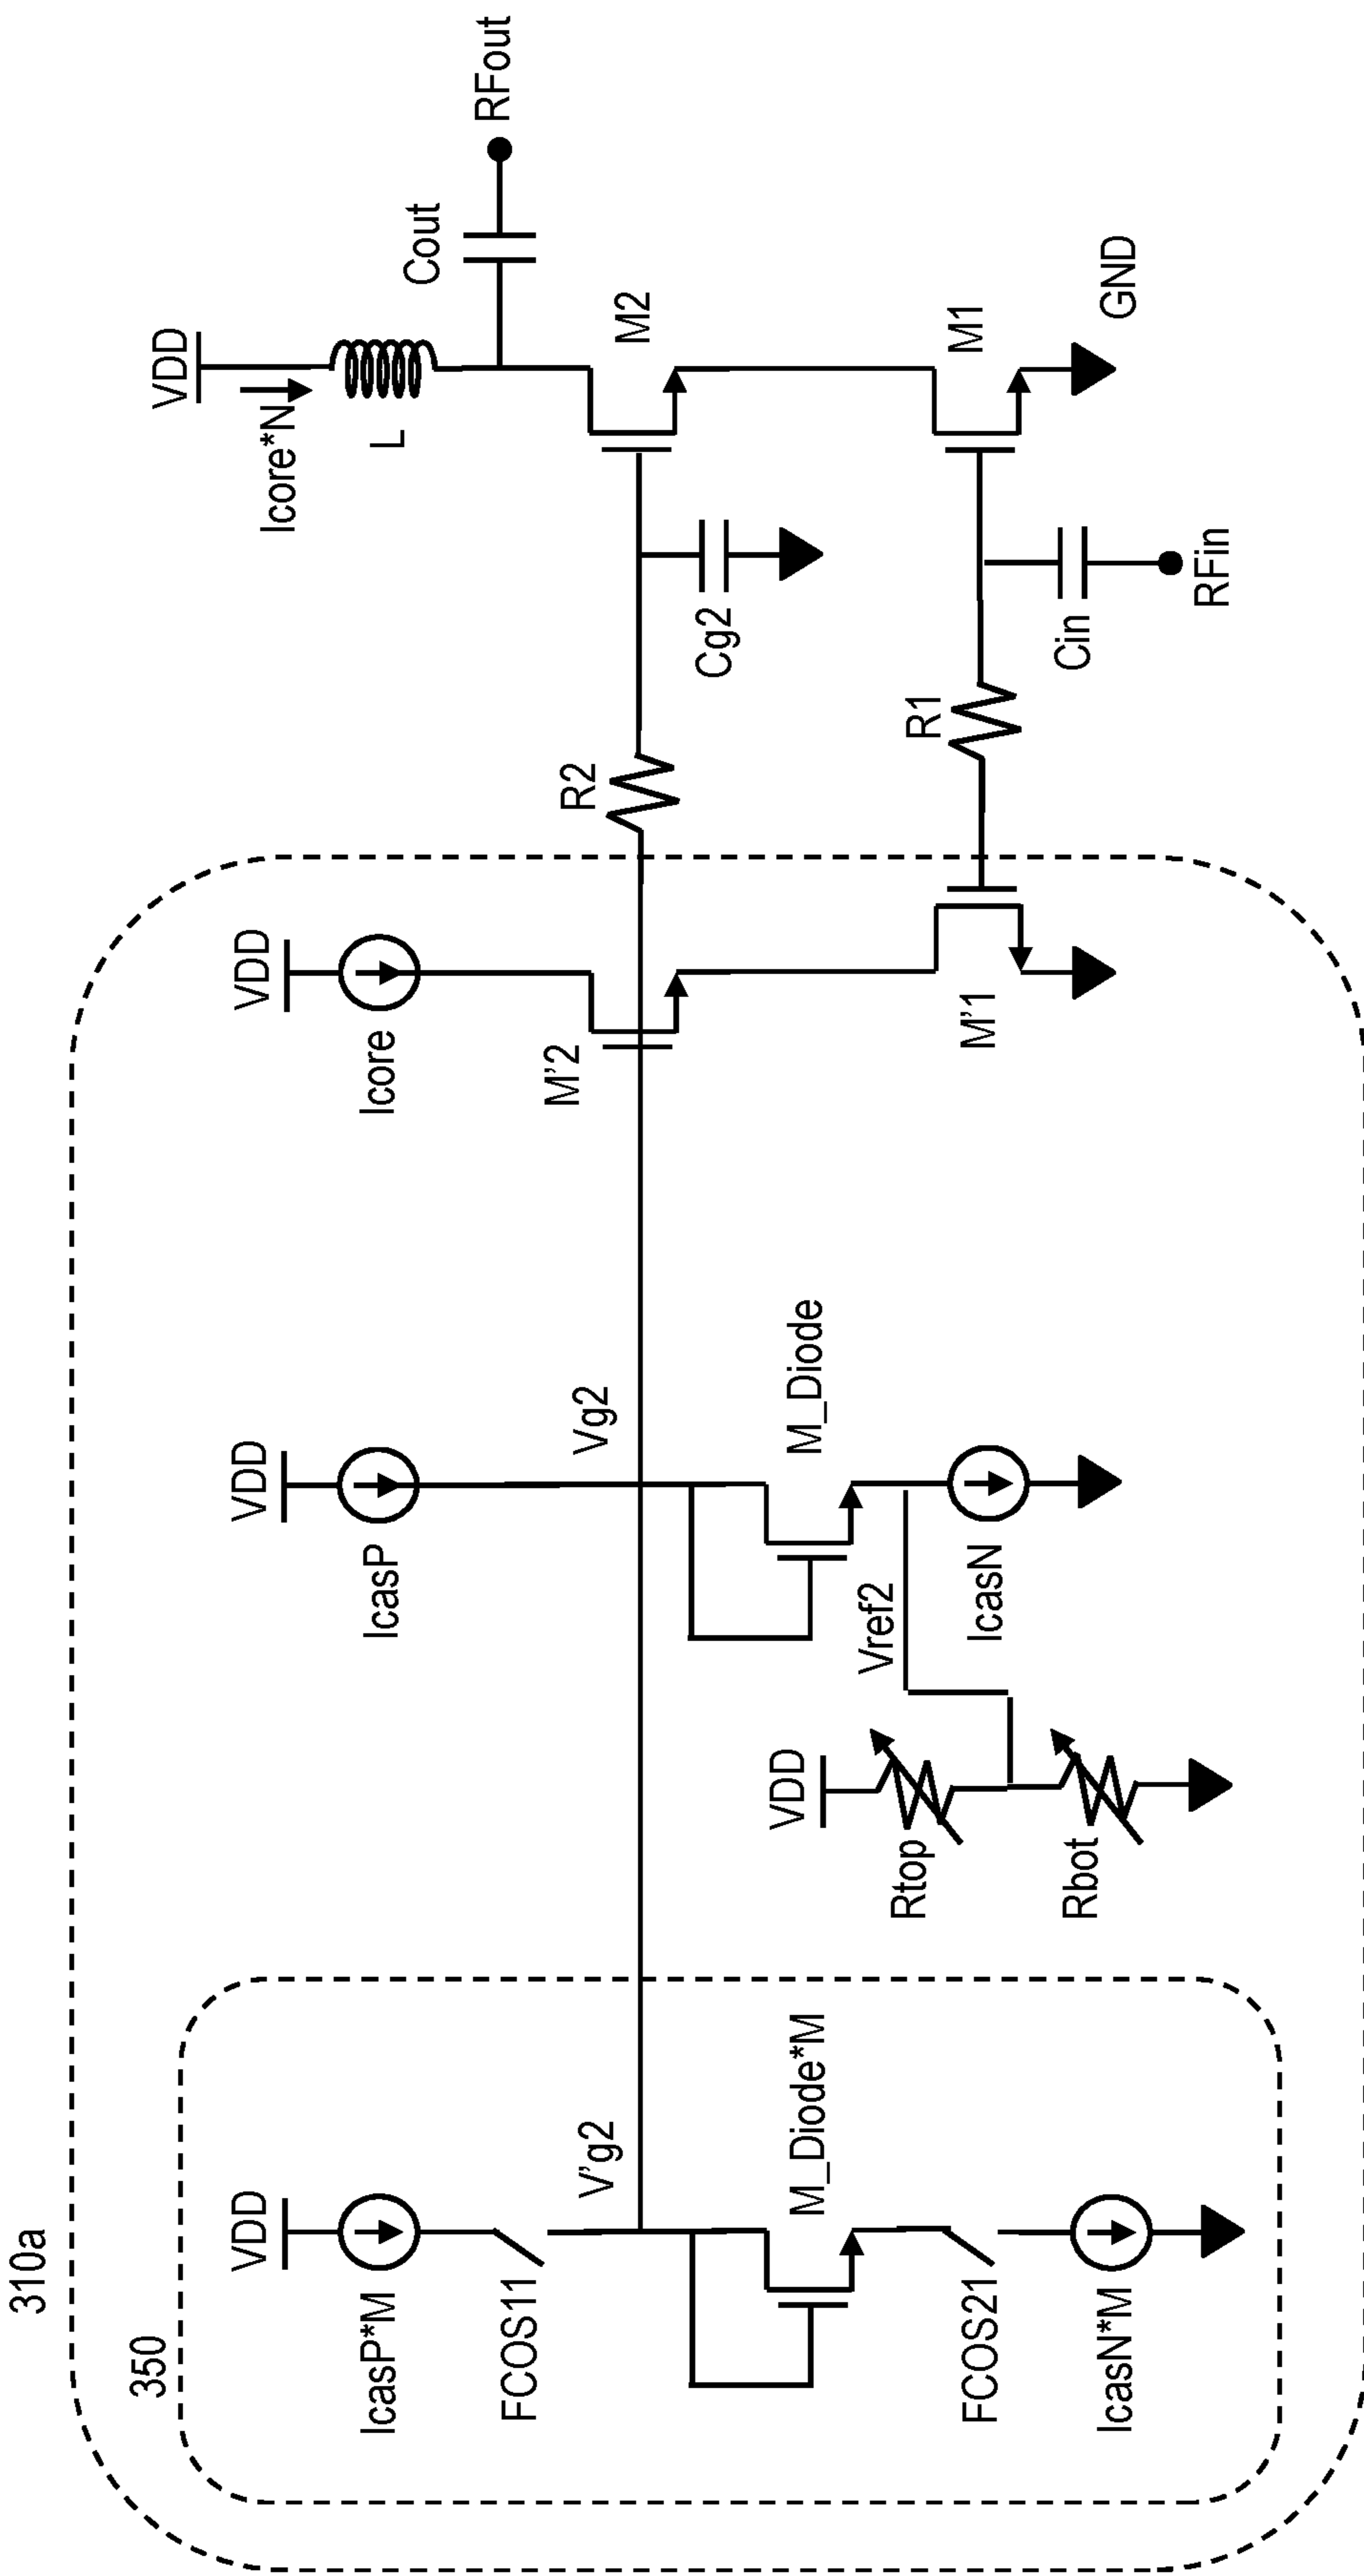 310a
350
VDD
IcasP*M
FCOS11
V'g2
M_Diode*M
FCOS21
IcasN*M
VDD
IcasP
Vg2
M_Diode
VDD
Rtop
Vref2
Rbot
IcasN
VDD
Icore
M'2
M'1
R2
R1
VDD
Icore*N
L
Cout
RFout
M2
Cg2
M1
GND
Cin
RFin